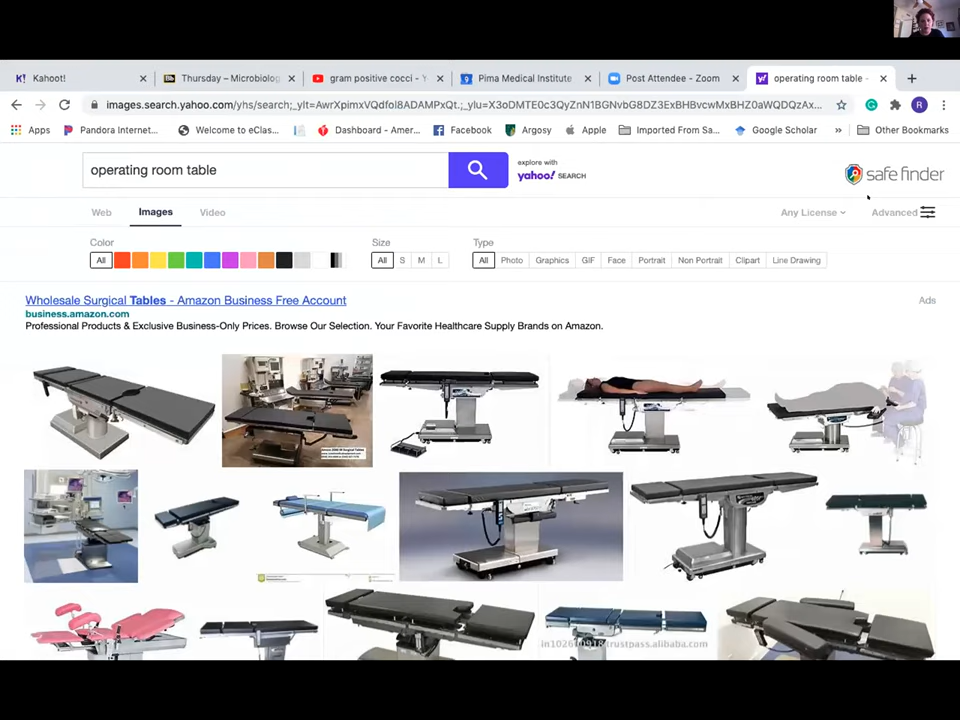 Kahoot!
Thursday – Microbiolog
gram positive cocci - Y
Pima Medical Institute
Post Attendee - Zoom
operating room table -
images.search.yahoo.com/yhs/search;_ylt=AwrXpimxVQdfol8ADAMPxQt.;_ylu=X3oDMTE0c3QyZnN1BGNvbG8DZ3ExBHBvcwMxBHZ0aWQDQzAx...
R
Apps
Pandora Internet...
Welcome to eClas...
Dashboard - Amer...
Facebook
Argosy
Apple
Imported From Sa...
Google Scholar
»
Other Bookmarks
operating room table
explore with
yahoo! SEARCH
safe finder
Web
Images
Video
Any License
Advanced
Color
Size
Type
All
All S M L
All Photo Graphics GIF Face Portrait Non Portrait Clipart Line Drawing
Wholesale Surgical Tables - Amazon Business Free Account
Ads
business.amazon.com
Professional Products & Exclusive Business-Only Prices. Browse Our Selection. Your Favorite Healthcare Supply Brands on Amazon.